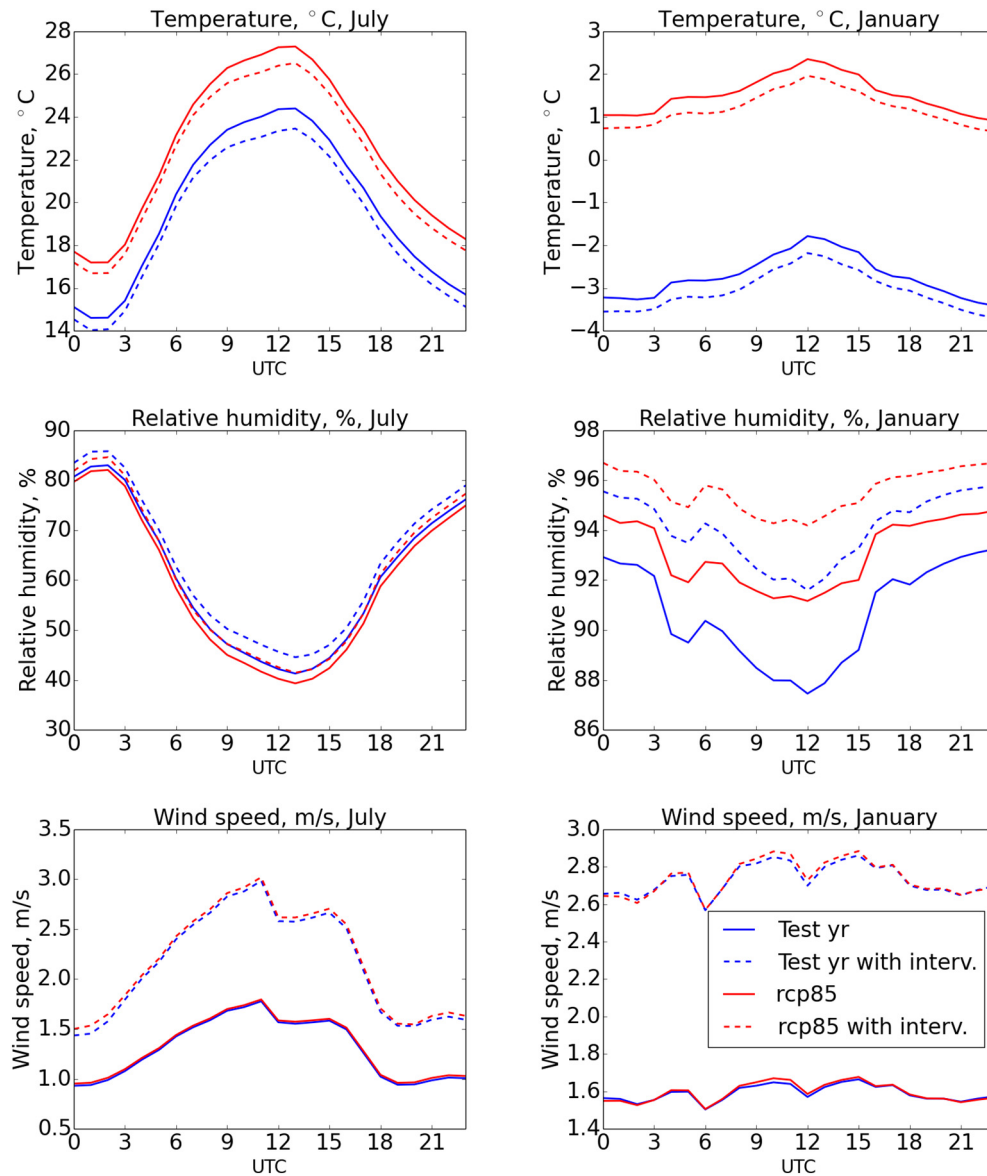 Temperature, °C, July
Temperature, °C
28
26
24
22
20
18
16
14
0 3 6 9 12 15 18 21
UTC
Temperature, °C, January
Temperature, °C
3
2
1
0
−1
−2
−3
−4
0 3 6 9 12 15 18 21
UTC
Relative humidity, %, July
Relative humidity, %
90
80
70
60
50
40
30
0 3 6 9 12 15 18 21
UTC
Relative humidity, %, January
Relative humidity, %
98
96
94
92
90
88
86
0 3 6 9 12 15 18 21
UTC
Wind speed, m/s, July
Wind speed, m/s
3.5
3.0
2.5
2.0
1.5
1.0
0.5
0 3 6 9 12 15 18 21
UTC
Wind speed, m/s, January
Wind speed, m/s
3.0
2.8
2.6
2.4
2.2
2.0
1.8
1.6
1.4
0 3 6 9 12 15 18 21
UTC
Test yr
Test yr with interv.
rcp85
rcp85 with interv.